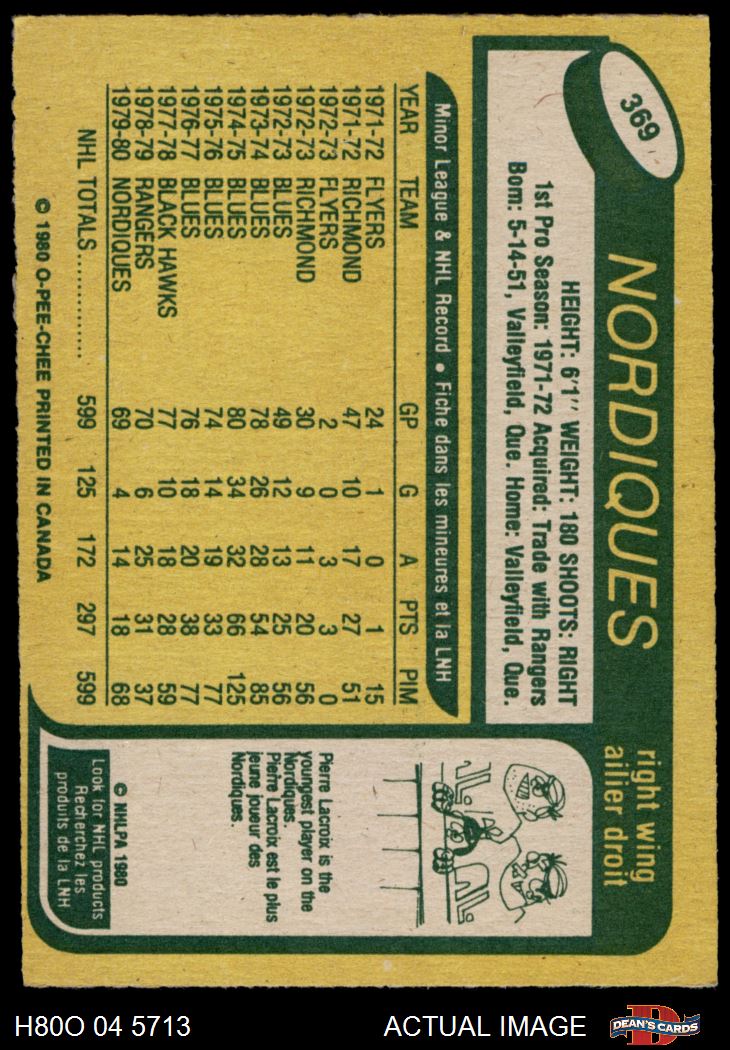 369
NORDIQUES
right wing
ailier droit
HEIGHT: 6'1" WEIGHT: 180 SHOOTS: RIGHT
1st Pro Season: 1971-72 Acquired: Trade with Rangers
Born: 5-14-51, Valleyfield, Que. Home: Valleyfield, Que.
Minor League & NHL Record • Fiche dans les mineures et la LNH
YEAR TEAM GP G A PTS PIM
1971-72 FLYERS 24 1 0 1 15
1971-72 RICHMOND 47 10 17 27 51
1972-73 FLYERS 2 0 3 3 0
1972-73 RICHMOND 30 9 11 20 56
1972-73 BLUES 49 12 13 25 56
1973-74 BLUES 78 26 28 54 85
1974-75 BLUES 80 34 32 66 125
1975-76 BLUES 74 14 19 33 77
1976-77 BLUES 76 18 20 38 77
1977-78 BLACK HAWKS 77 10 18 28 59
1978-79 RANGERS 70 6 25 31 37
1979-80 NORDIQUES 69 4 14 18 68
NHL TOTALS............. 599 125 172 297 599
© 1980 O-PEE-CHEE PRINTED IN CANADA
Pierre Lacroix is the
youngest player on the
Nordiques.
Pierre Lacroix est le plus
jeune joueur des
Nordiques.
© NHLPA 1980
Look for NHL products
Recherchez les
produits de la LNH
H80O 04 5713
ACTUAL IMAGE
D
DEAN'S CARDS